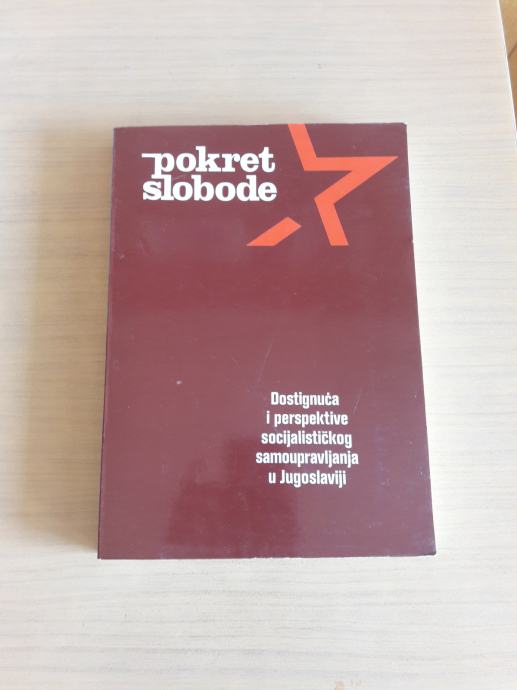 pokret
slobode
Dostignuća
i perspektive
socijalističkog
samoupravljanja
u Jugoslaviji